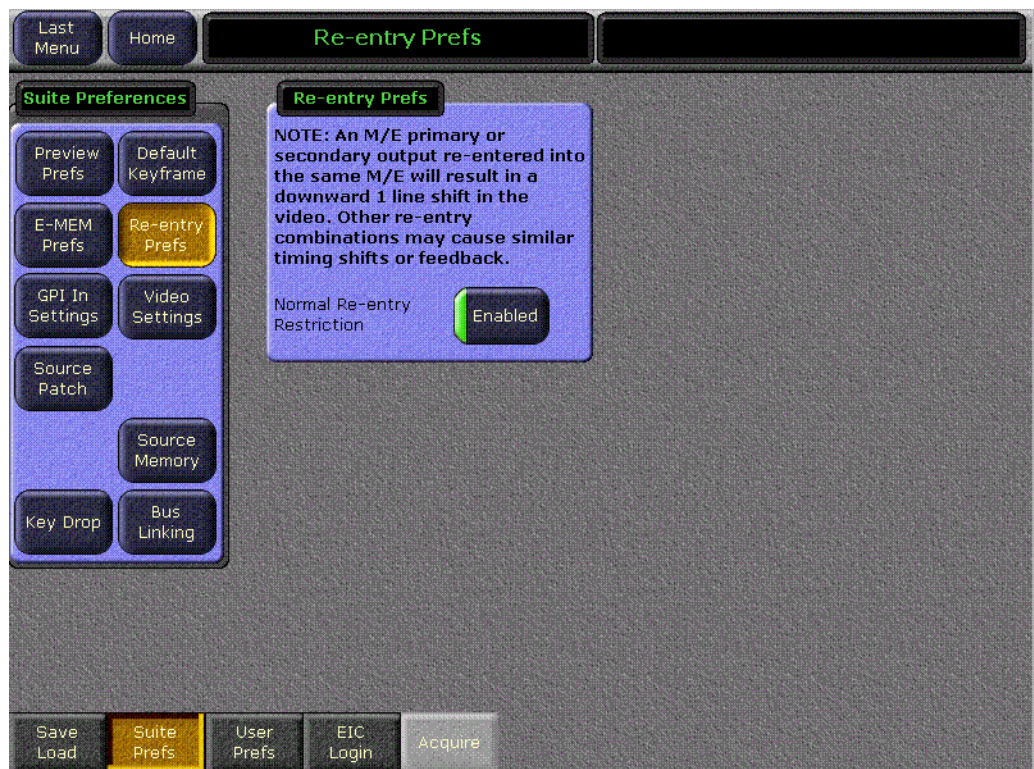 Last
Menu
Home
Re-entry Prefs
Suite Preferences
Preview
Prefs
Default
Keyframe
E-MEM
Prefs
Re-entry
Prefs
GPI In
Settings
Video
Settings
Source
Patch
Source
Memory
Key Drop
Bus
Linking
Re-entry Prefs
NOTE: An M/E primary or
secondary output re-entered into
the same M/E will result in a
downward 1 line shift in the
video. Other re-entry
combinations may cause similar
timing shifts or feedback.
Normal Re-entry
Restriction
Enabled
Save
Load
Suite
Prefs
User
Prefs
EIC
Login
Acquire